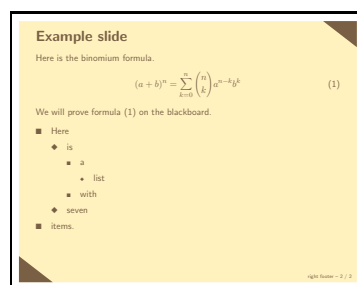 Example slide
Here is the binomium formula.
(a + b)^n = \sum_{k=0}^{n} \binom{n}{k} a^{n-k} b^k (1)
We will prove formula (1) on the blackboard.
■ Here
◆ is
■ a
• list
■ with
◆ seven
■ items.
right footer – 2 / 3